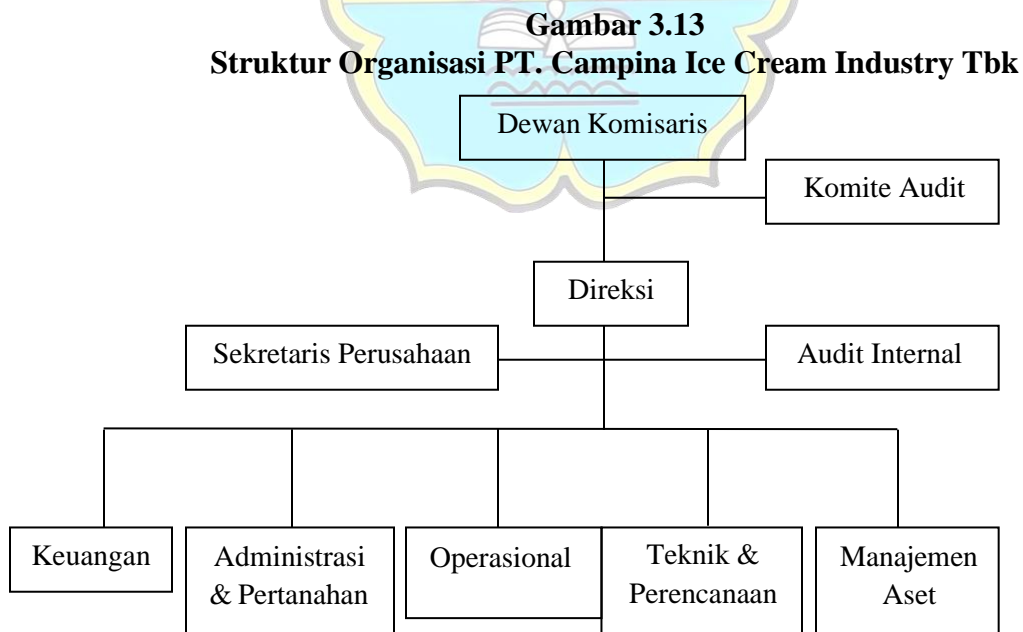 Gambar 3.13
Struktur Organisasi PT. Campina Ice Cream Industry Tbk
Dewan Komisaris
Komite Audit
Direksi
Sekretaris Perusahaan
Audit Internal
Keuangan
Administrasi
& Pertanahan
Operasional
Teknik &
Perencanaan
Manajemen
Aset